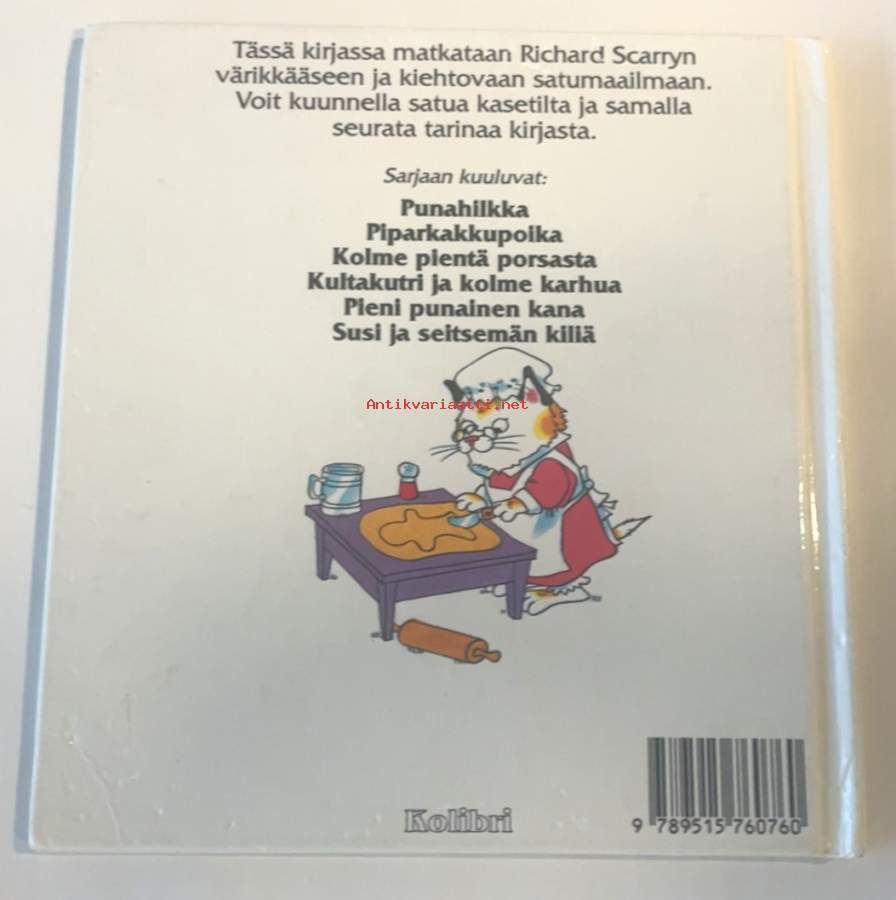 Tässä kirjassa matkataan Richard Scarryn
värikkääseen ja kiehtovaan satumaailmaan.
Voit kuunnella satua kasetilta ja samalla
seurata tarinaa kirjasta.
Sarjaan kuuluvat:
Punahilkka
Piparkakkupoika
Kolme pientä porsasta
Kultakutri ja kolme karhua
Pieni punainen kana
Susi ja seitsemän kiliä
Antikvariaatti.net
Kolibri
9 789515 760760